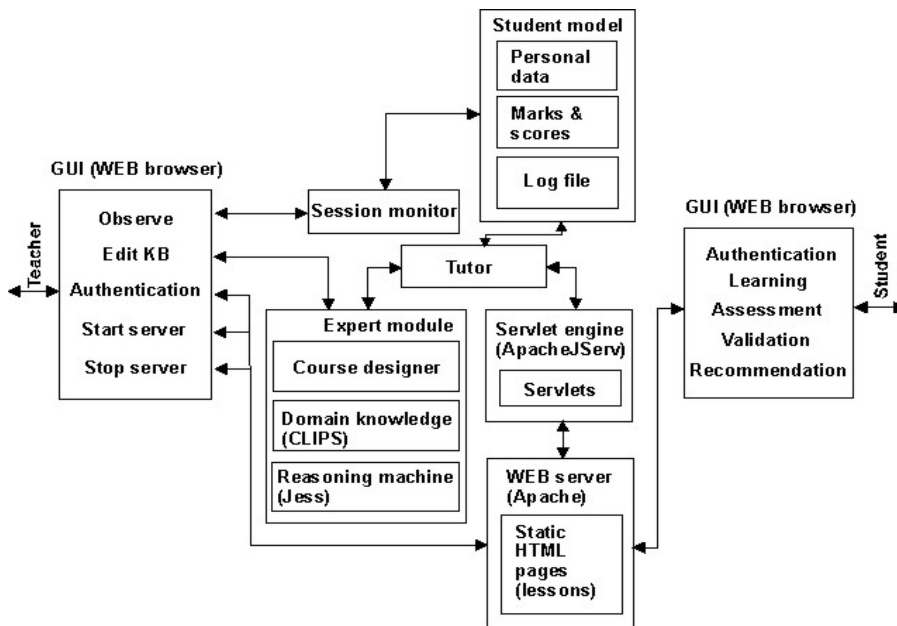 Student model
Personal
data
Marks &
scores
Log file
GUI (WEB browser)
Observe
Edit KB
Authentication
Start server
Stop server
Teacher
Session monitor
Tutor
Expert module
Course designer
Domain knowledge
(CLIPS)
Reasoning machine
(Jess)
Servlet engine
(ApacheJServ)
Servlets
WEB server
(Apache)
Static
HTML
pages
(lessons)
GUI (WEB browser)
Authentication
Learning
Assessment
Validation
Recommendation
Student